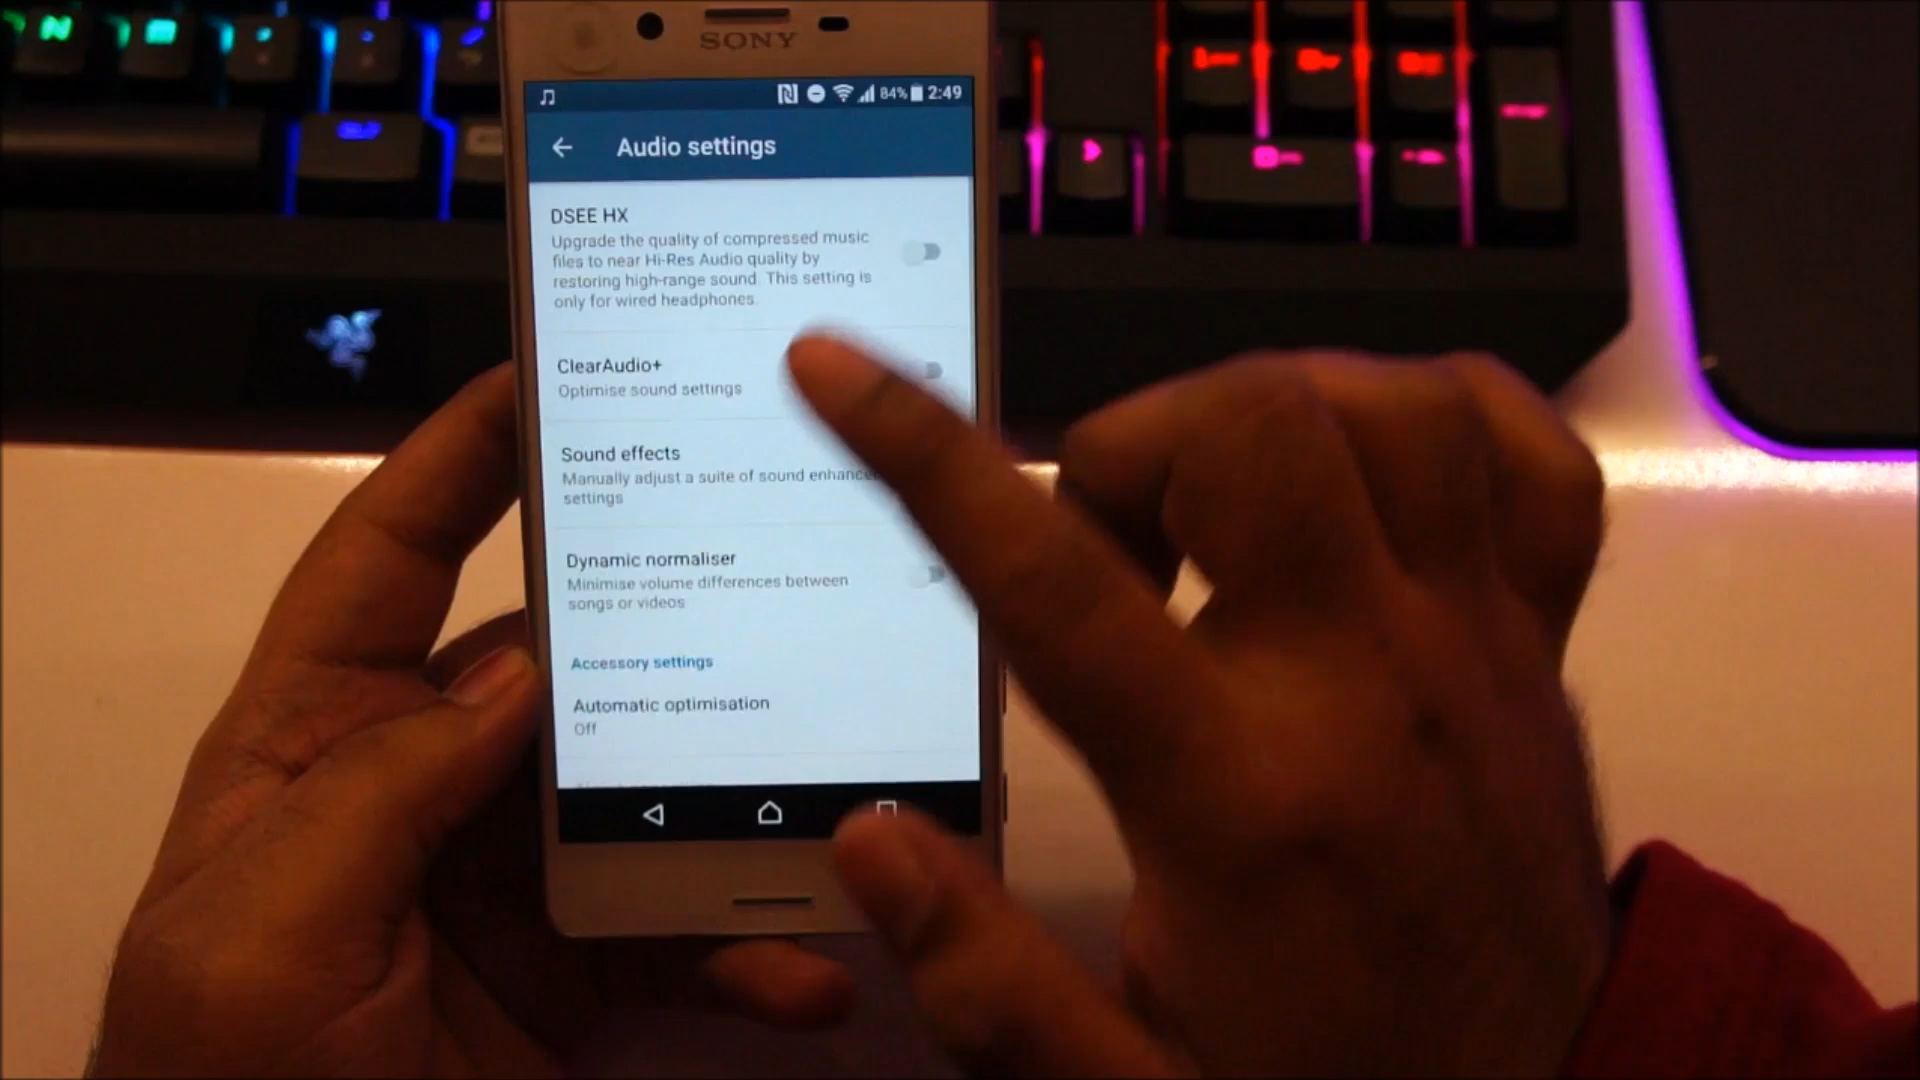 SONY
84% 2:49
Audio settings
DSEE HX
Upgrade the quality of compressed music
files to near Hi-Res Audio quality by
restoring high-range sound. This setting is
only for wired headphones.
ClearAudio+
Optimise sound settings
Sound effects
Manually adjust a suite of sound
settings
Dynamic normaliser
Minimise volume differences between
songs or videos
Accessory settings
Automatic optimisation
Off